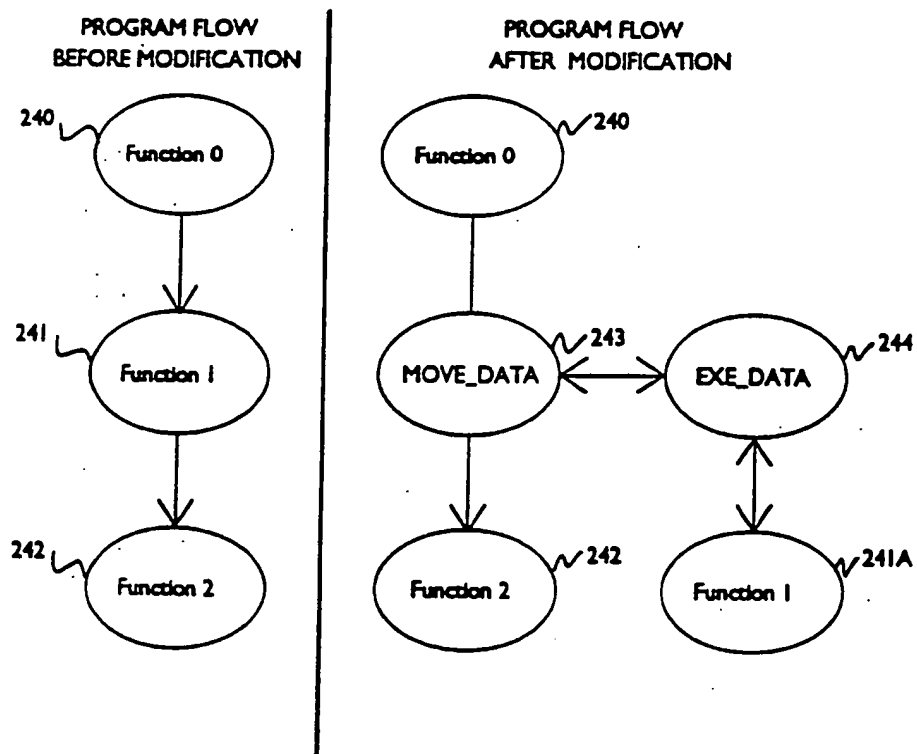 PROGRAM FLOW
BEFORE MODIFICATION
240
Function 0
241
Function 1
242
Function 2
PROGRAM FLOW
AFTER MODIFICATION
240
Function 0
243
MOVE_DATA
244
EXE_DATA
242
Function 2
241A
Function 1